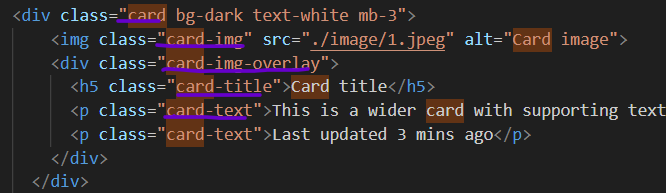 <div class="card bg-dark text-white mb-3">
<img class="card-img" src="./image/1.jpeg" alt="Card image">
<div class="card-img-overlay">
<h5 class="card-title">Card title</h5>
<p class="card-text">This is a wider card with supporting text
<p class="card-text">Last updated 3 mins ago</p>
</div>
</div>